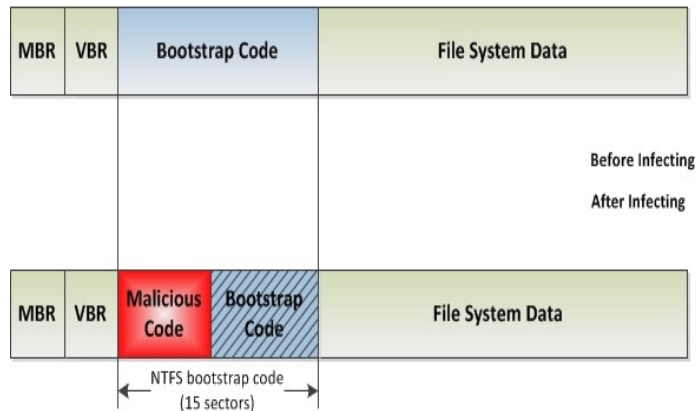 MBR VBR Bootstrap Code File System Data
Before Infecting
After Infecting
MBR VBR Malicious Code Bootstrap Code File System Data
NTFS bootstrap code
(15 sectors)